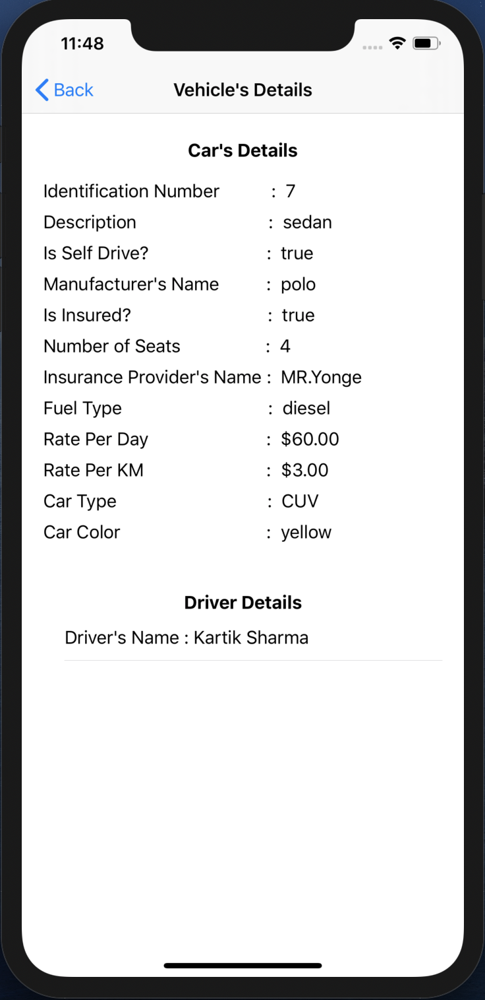 11:48
Back
Vehicle's Details
Car's Details
Identification Number : 7
Description : sedan
Is Self Drive? : true
Manufacturer's Name : polo
Is Insured? : true
Number of Seats : 4
Insurance Provider's Name : MR.Yonge
Fuel Type : diesel
Rate Per Day : $60.00
Rate Per KM : $3.00
Car Type : CUV
Car Color : yellow
Driver Details
Driver's Name : Kartik Sharma